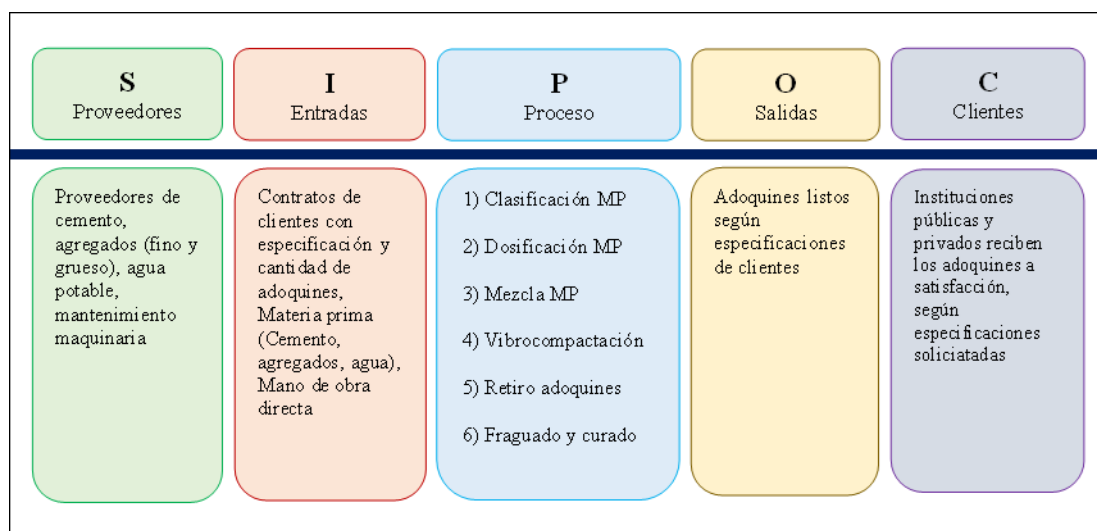 S
Proveedores
I
Entradas
P
Proceso
O
Salidas
C
Clientes
Proveedores de
cemento,
agregados (fino y
grueso), agua
potable,
mantenimiento
maquinaria
Contratos de
clientes con
especificación y
cantidad de
adoquines,
Materia prima
(Cemento,
agregados, agua),
Mano de obra
directa
1) Clasificación MP
2) Dosificación MP
3) Mezcla MP
4) Vibrocompactación
5) Retiro adoquines
6) Fraguado y curado
Adoquines listos
según
especificaciones
de clientes
Instituciones
públicas y
privados reciben
los adoquines a
satisfacción,
según
especificaciones
soliciatadas